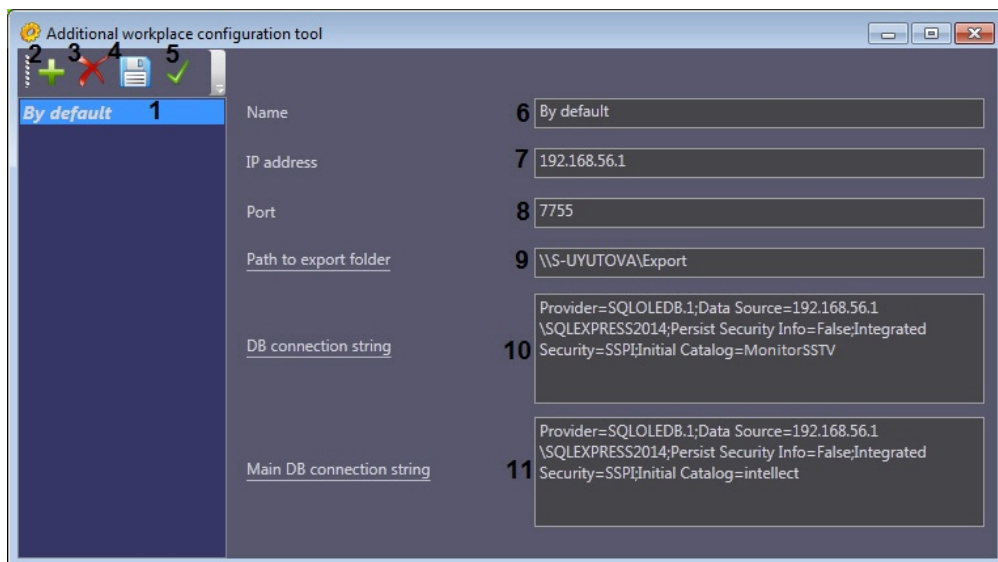 Additional workplace configuration tool
2 3 4 5
By default 1
Name 6 By default
IP address 7 192.168.56.1
Port 8 7755
Path to export folder 9 \\S-UYUTOVA\Export
Provider=SQLOLEDB.1;Data Source=192.168.56.1
\SQLEXPRESS2014;Persist Security Info=False;Integrated
DB connection string 10 Security=SSPI;Initial Catalog=MonitorSSTV
Provider=SQLOLEDB.1;Data Source=192.168.56.1
\SQLEXPRESS2014;Persist Security Info=False;Integrated
Main DB connection string 11 Security=SSPI;Initial Catalog=intellect